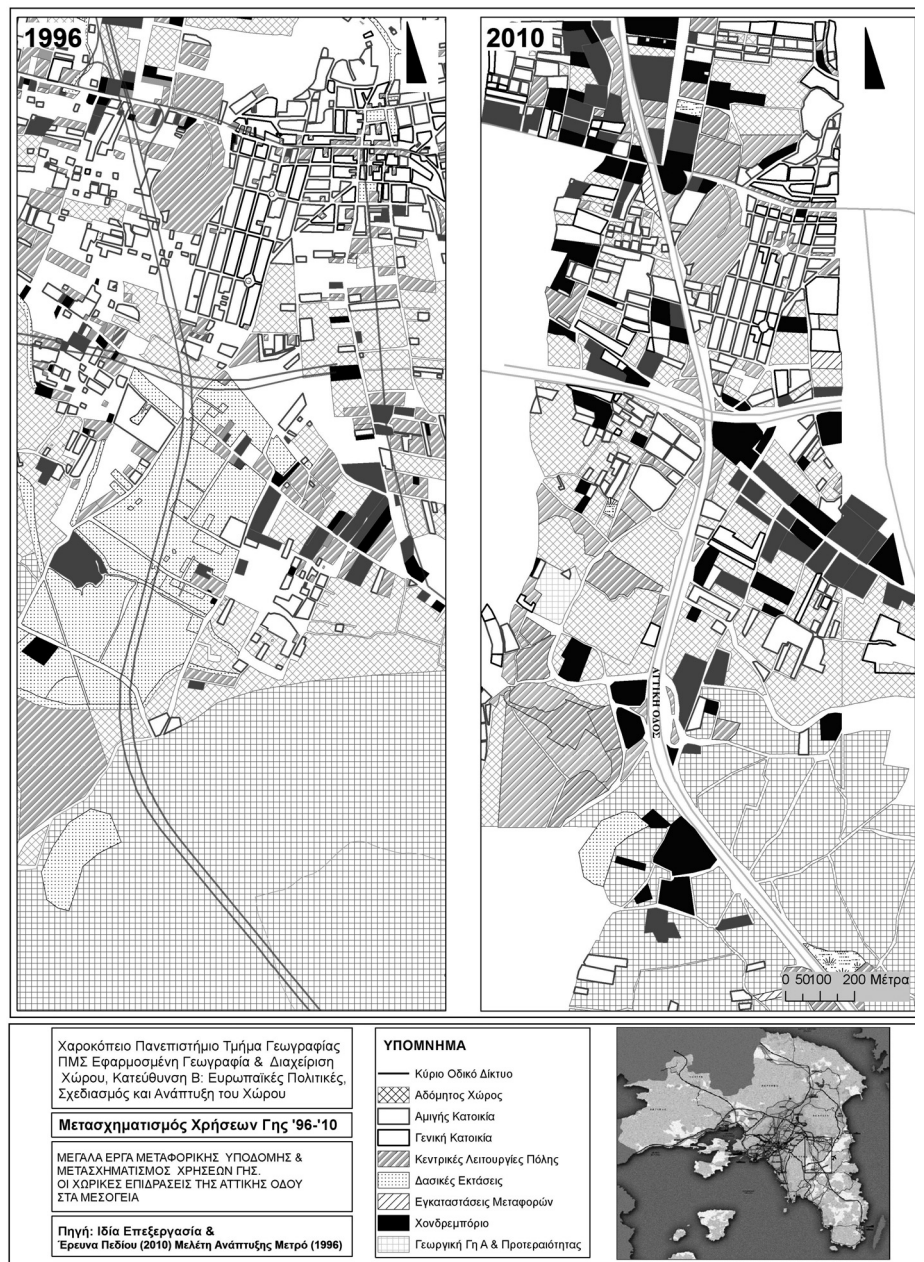 1996
2010
ΑΤΤΙΚΗ ΟΔΟΣ
0 50100 200 Μέτρα
Χαροκόπειο Πανεπιστήμιο Τμήμα Γεωγραφίας
ΠΜΣ Εφαρμοσμένη Γεωγραφία & Διαχείριση
Χώρου, Κατεύθυνση Β: Ευρωπαϊκές Πολιτικές,
Σχεδιασμός και Ανάπτυξη του Χώρου
Μετασχηματισμός Χρήσεων Γης '96-'10
ΜΕΓΑΛΑ ΕΡΓΑ ΜΕΤΑΦΟΡΙΚΗΣ ΥΠΟΔΟΜΗΣ &
ΜΕΤΑΣΧΗΜΑΤΙΣΜΟΣ ΧΡΗΣΕΩΝ ΓΗΣ.
ΟΙ ΧΩΡΙΚΕΣ ΕΠΙΔΡΑΣΕΙΣ ΤΗΣ ΑΤΤΙΚΗΣ ΟΔΟΥ
ΣΤΑ ΜΕΣΟΓΕΙΑ
Πηγή: Ιδία Επεξεργασία &
Έρευνα Πεδίου (2010) Μελέτη Ανάπτυξης Μετρό (1996)
ΥΠΟΜΝΗΜΑ
Κύριο Οδικό Δίκτυο
Αδόμητος Χώρος
Αμιγής Κατοικία
Γενική Κατοικία
Κεντρικές Λειτουργίες Πόλης
Δασικές Εκτάσεις
Εγκαταστάσεις Μεταφορών
Χονδρεμπόριο
Γεωργική Γη Α & Προτεραιότητας